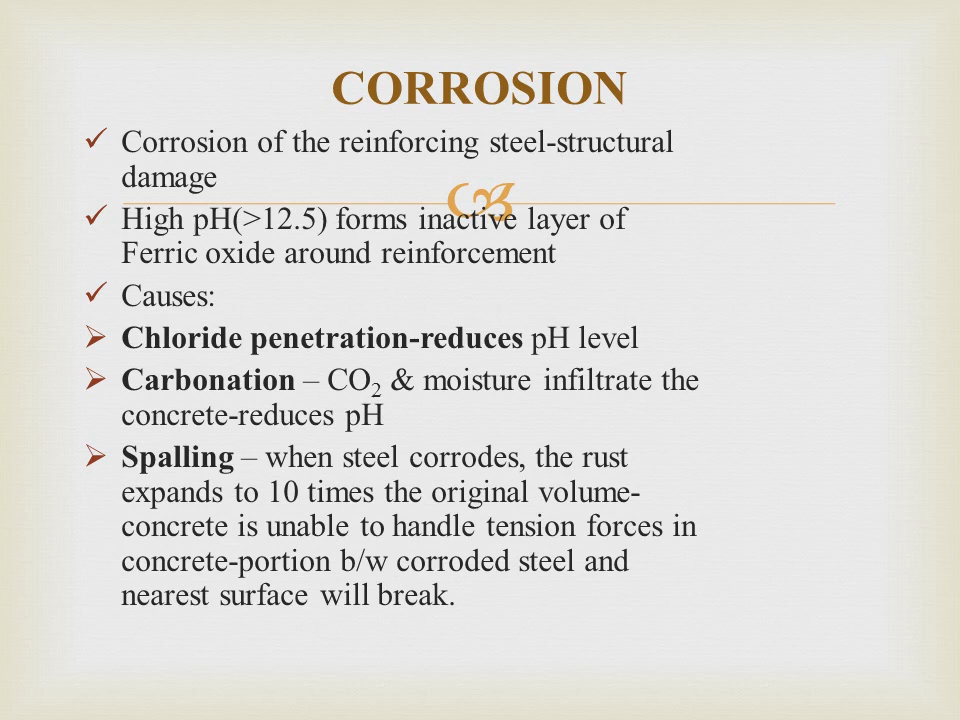 CORROSION
✓ Corrosion of the reinforcing steel-structural
damage
✓ High pH(>12.5) forms inactive layer of
Ferric oxide around reinforcement
✓ Causes:
➢ Chloride penetration-reduces pH level
➢ Carbonation – CO₂ & moisture infiltrate the
concrete-reduces pH
➢ Spalling – when steel corrodes, the rust
expands to 10 times the original volume-
concrete is unable to handle tension forces in
concrete-portion b/w corroded steel and
nearest surface will break.